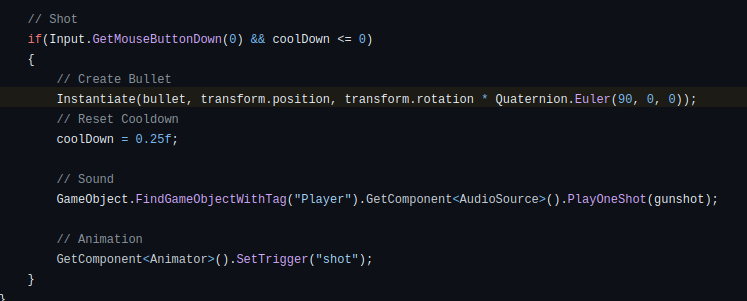 // Shot
if(Input.GetMouseButtonDown(0) && coolDown <= 0)
{
// Create Bullet
Instantiate(bullet, transform.position, transform.rotation * Quaternion.Euler(90, 0, 0));
// Reset Cooldown
coolDown = 0.25f;
// Sound
GameObject.FindGameObjectWithTag("Player").GetComponent<AudioSource>().PlayOneShot(gunshot);
// Animation
GetComponent<Animator>().SetTrigger("shot");
}
}